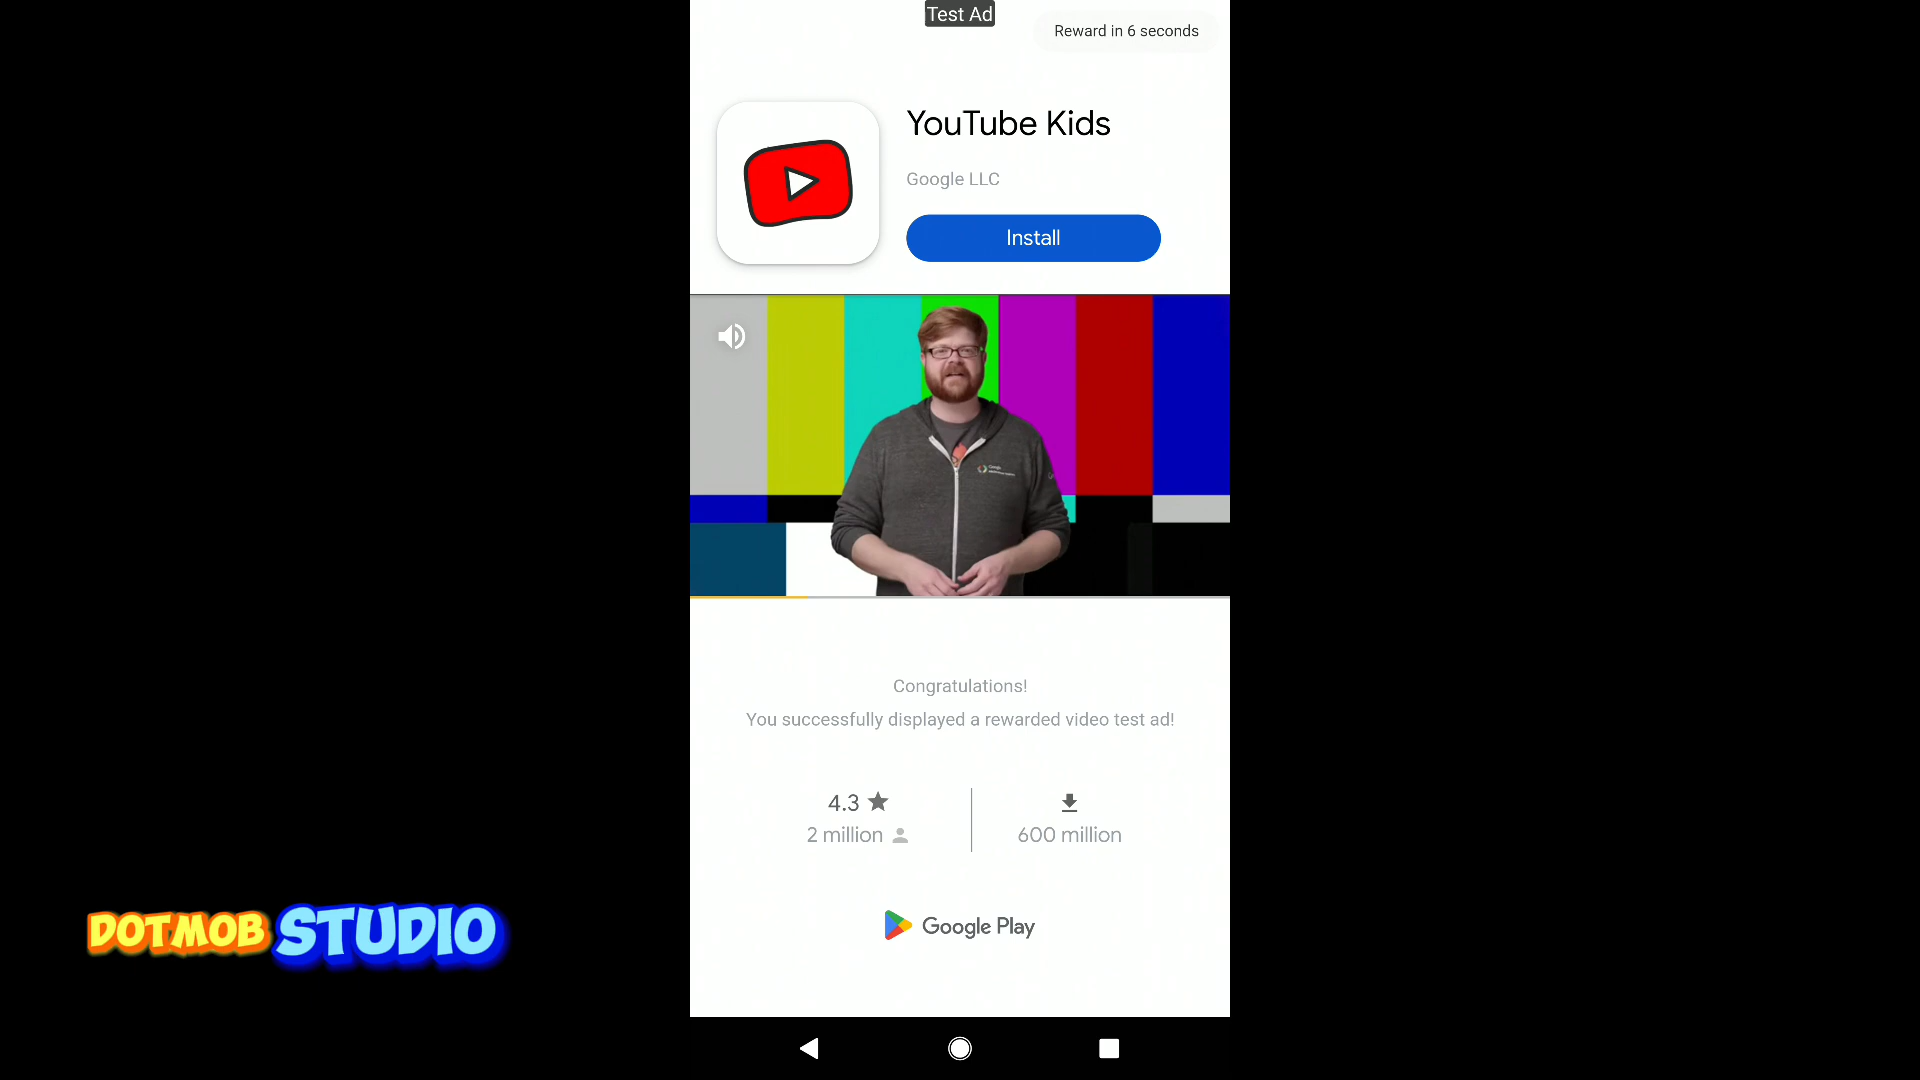 Test Ad
Reward in 6 seconds
YouTube Kids
Google LLC
Install
Congratulations!
You successfully displayed a rewarded video test ad!
4.3
2 million
600 million
Google Play
DOTMOB STUDIO